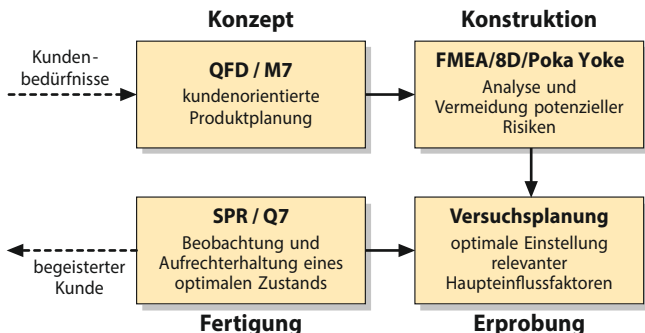 Konzept
Konstruktion
Kunden-
bedürfnisse
QFD / M7
kundenorientierte
Produktplanung
FMEA/8D/Poka Yoke
Analyse und
Vermeidung potenzieller
Risiken
SPR / Q7
Beobachtung und
Aufrechterhaltung eines
optimalen Zustands
Versuchsplanung
optimale Einstellung
relevanter
Haupteinflussfaktoren
begeisterter
Kunde
Fertigung
Erprobung